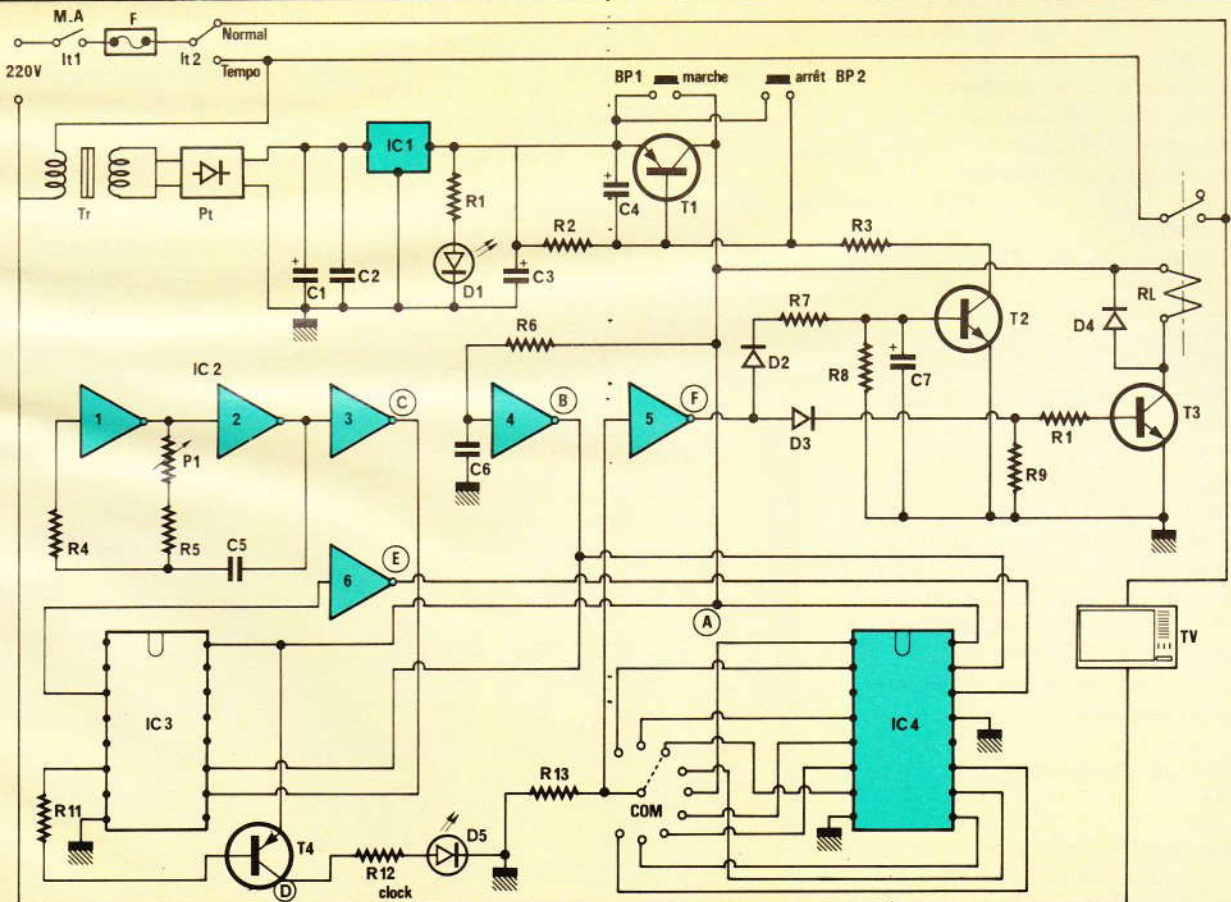 M.A
F
Normal
It1
It2
220V
Tempo
BP1
marche
arrêt BP2
IC1
R1
T1
C4
Tr
Pt
R2
R3
C1
C2
D1
C3
RL
R7
T2
D4
R6
D2
R8
C7
IC2
1
2
3
C
4
B
5
F
D3
R1
T3
P1
C6
R9
R4
R5
C5
E
6
A
TV
IC3
IC4
R13
R11
COM
T4
D5
R12
D
clock